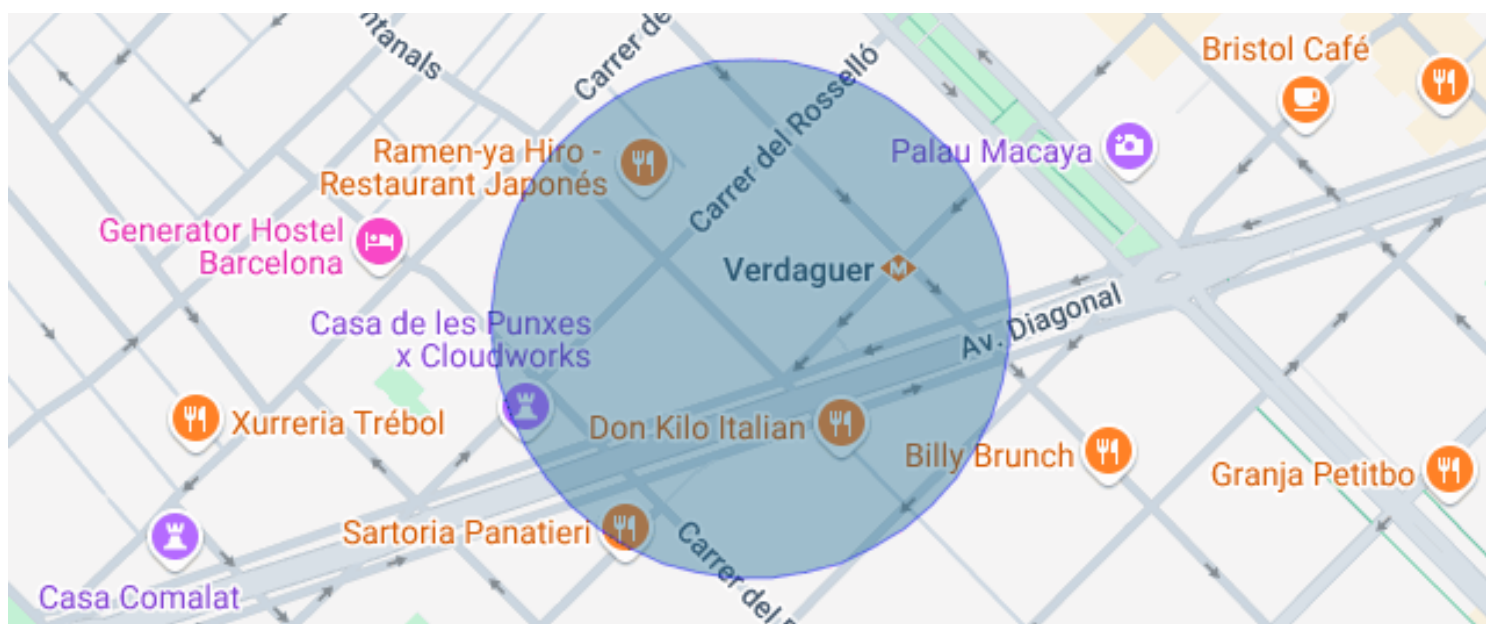 ntanals
Carrer de
Carrer del Rosselló
Bristol Café
Ramen-ya Hiro -
Restaurant Japonés
Palau Macaya
Generator Hostel
Barcelona
Verdaguer
M
Av. Diagonal
Casa de les Punxes
x Cloudworks
Xurreria Trébol
Don Kilo Italian
Billy Brunch
Granja Petitbo
Sartoria Panatieri
Carrer del
Casa Comalat